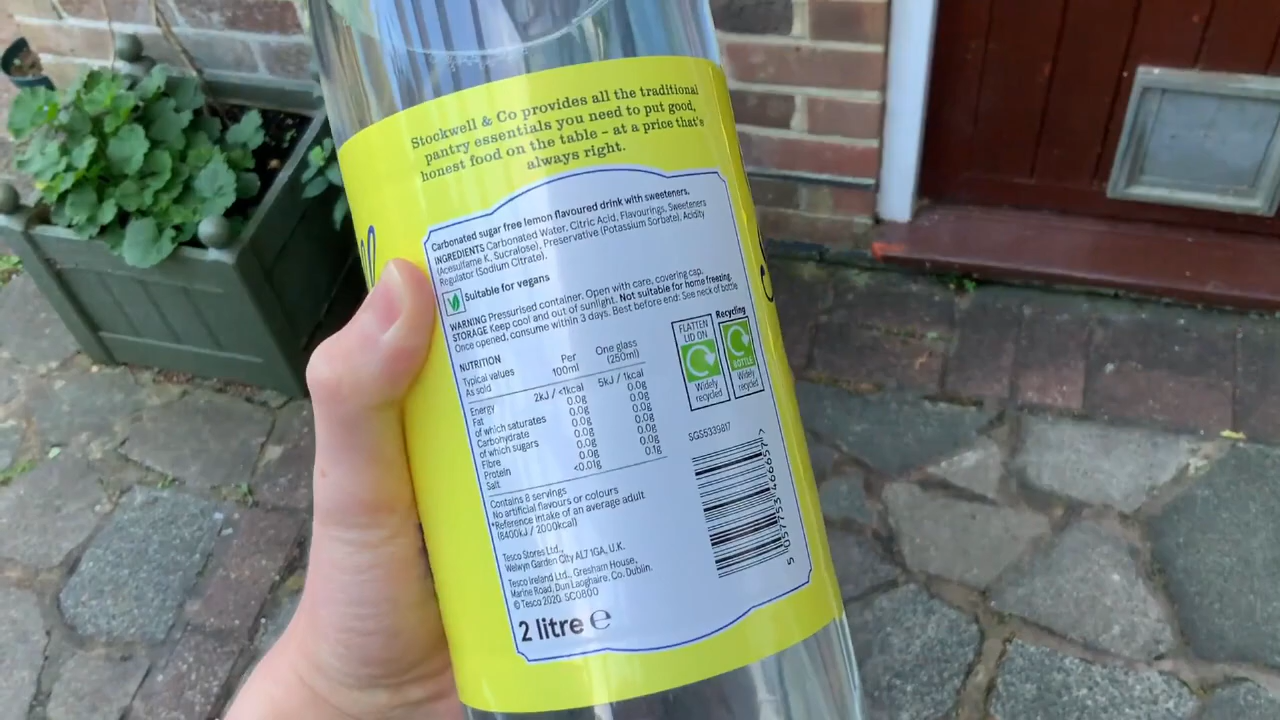 Stockwell & Co provides all the traditional
pantry essentials you need to put good,
honest food on the table – at a price that's
always right.
Carbonated sugar free lemon flavoured drink with sweeteners.
INGREDIENTS Carbonated Water, Citric Acid, Flavourings, Sweeteners
(Acesulfame K, Sucralose), Preservative (Potassium Sorbate), Acidity
Regulator (Sodium Citrate).
Suitable for vegans
WARNING Pressurised container. Open with care, covering cap.
STORAGE Keep cool and out of sunlight. Not suitable for home freezing.
Once opened, consume within 3 days. Best before end: See neck of bottle
Recycling
FLATTEN
LID ON
Widely
recycled
BOTTLE
Widely
recycled
NUTRITION
Typical values Per One glass
As sold 100ml (250ml)
Energy 2kJ / <1kcal 5kJ / 1kcal
Fat 0.0g 0.0g
of which saturates 0.0g 0.0g
Carbohydrate 0.0g 0.0g
of which sugars 0.0g 0.0g
Fibre 0.0g 0.0g
Protein 0.0g 0.0g
Salt <0.01g 0.1g
Contains 8 servings
No artificial flavours or colours
*Reference intake of an average adult
(8400kJ / 2000kcal)
SGS5339817
5 057753 466657 >
Tesco Stores Ltd.,
Welwyn Garden City AL7 1GA, U.K.
Tesco Ireland Ltd., Gresham House,
Marine Road, Dun Laoghaire, Co. Dublin.
© Tesco 2020. SC0800
2 litre e